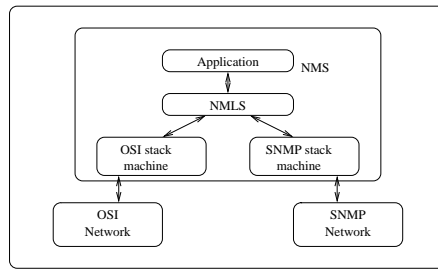 Application
NMS
NMLS
OSI stack
machine
SNMP stack
machine
OSI
Network
SNMP
Network